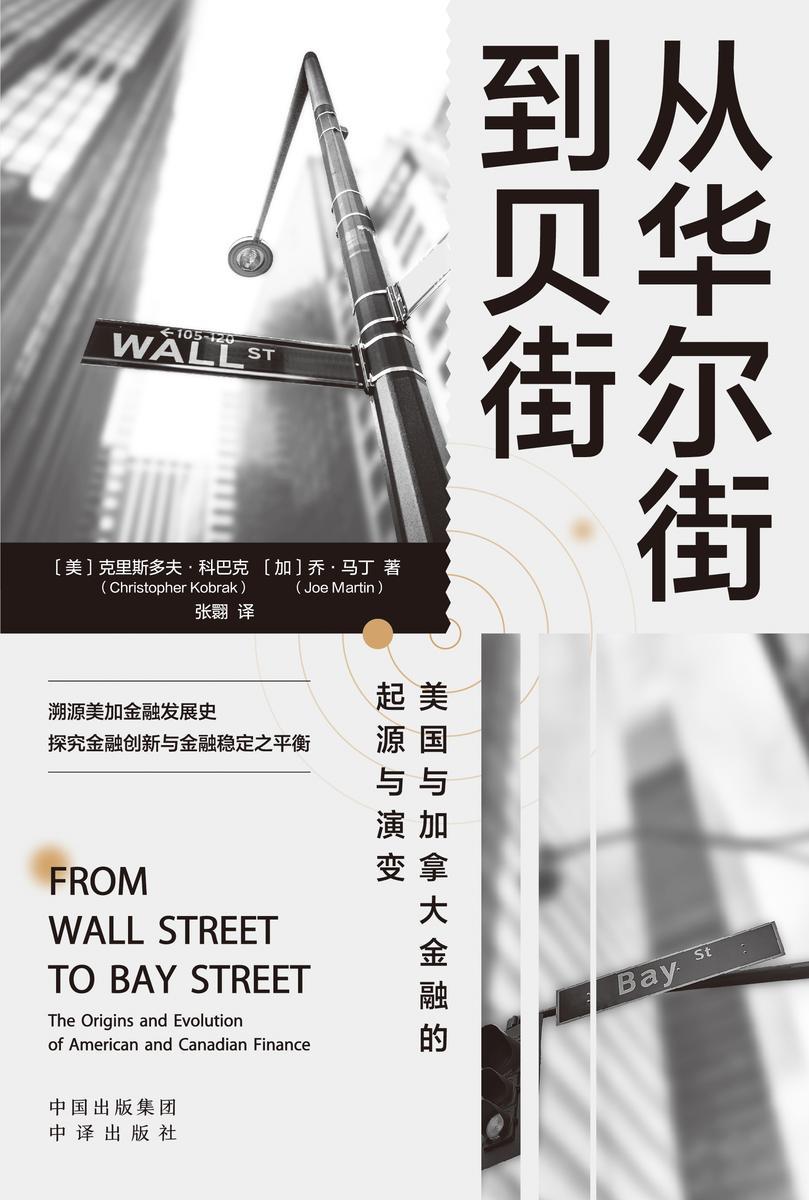 从华尔街
到贝街
←105-120
WALL ST
[美]克里斯多夫·科巴克 [加]乔·马丁 著
(Christopher Kobrak) (Joe Martin)
张翾 译
美国与加拿大金融的
起源与演变
溯源美加金融发展史
探究金融创新与金融稳定之平衡
FROM
WALL STREET
TO BAY STREET
The Origins and Evolution
of American and Canadian Finance
Bay St
中国出版集团
中译出版社